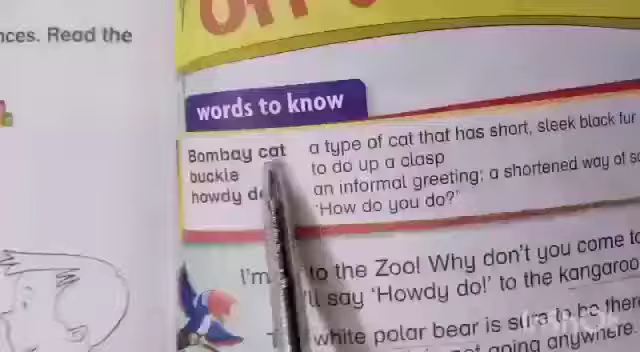 nces. Read the
words to know
Bombay cat a type of cat that has short, sleek black fur
buckle to do up a clasp
howdy an informal greeting; a shortened way of
'How do you do?'
I'm to the Zoo! Why don't you come
say 'Howdy do!' to the kangaroo
white polar bear is sure to be there
going anywhere.